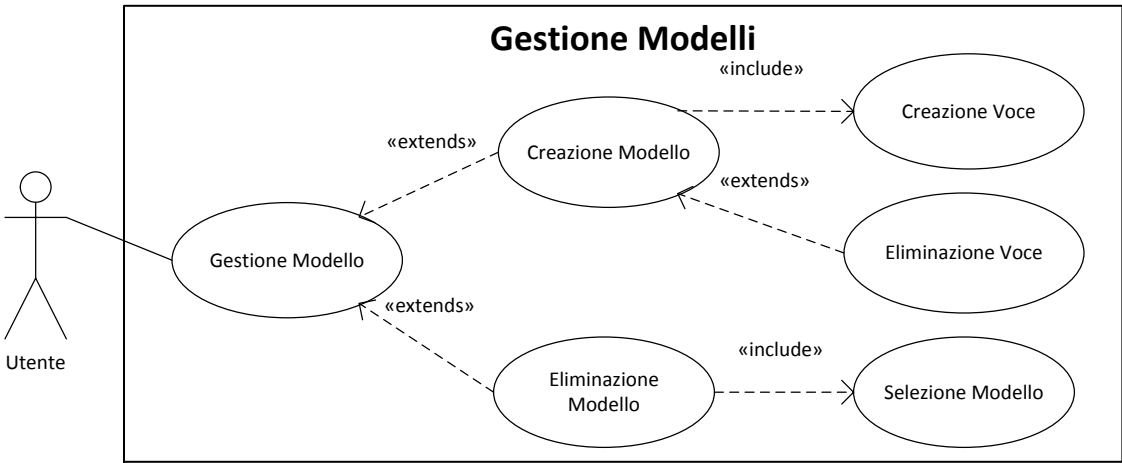 Gestione Modelli
«include»
Creazione Voce
«extends»
Creazione Modello
«extends»
Gestione Modello
Eliminazione Voce
«extends»
Utente
«include»
Eliminazione
Modello
Selezione Modello